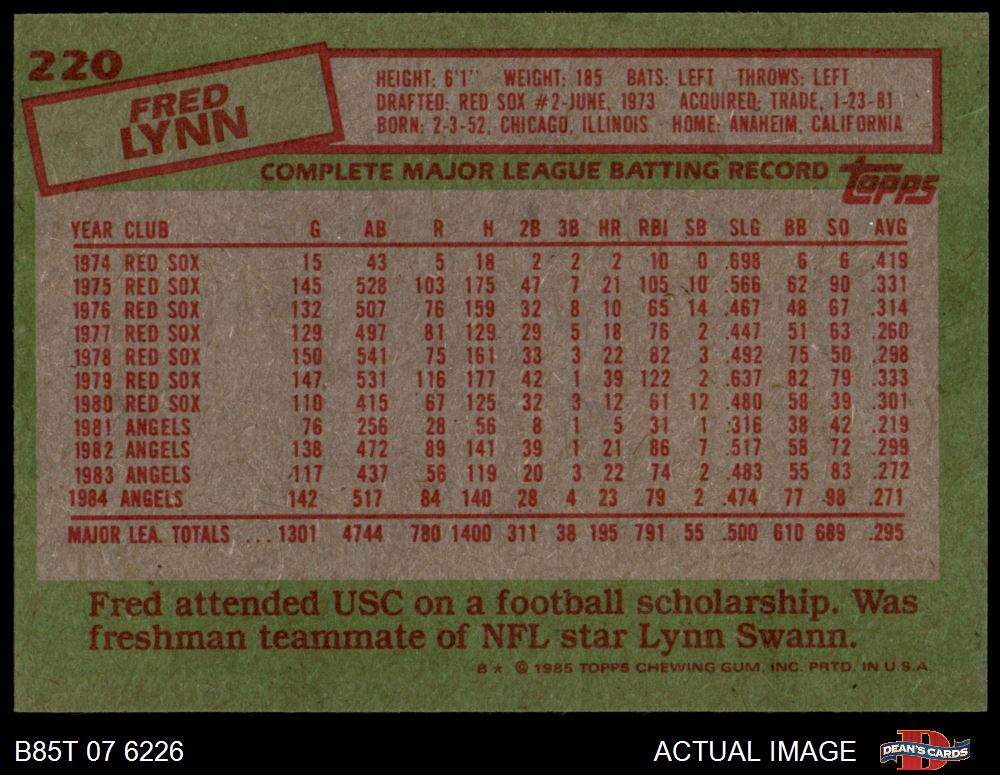 220
FRED
LYNN
HEIGHT: 6'1" WEIGHT: 185 BATS: LEFT THROWS: LEFT
DRAFTED: RED SOX #2-JUNE, 1973 ACQUIRED: TRADE, 1-23-81
BORN: 2-3-52, CHICAGO, ILLINOIS · HOME: ANAHEIM, CALIFORNIA
COMPLETE MAJOR LEAGUE BATTING RECORD topps
YEAR CLUB G AB R H 2B 3B HR RBI SB SLG BB SO AVG
1974 RED SOX 15 43 5 18 2 2 2 10 0 .698 6 6 .419
1975 RED SOX 145 528 103 175 47 7 21 105 10 .566 62 90 .331
1976 RED SOX 132 507 76 159 32 8 10 65 14 .467 48 67 .314
1977 RED SOX 129 497 81 129 29 5 18 76 2 .447 51 63 .260
1978 RED SOX 150 541 75 161 33 3 22 82 3 .492 75 50 .298
1979 RED SOX 147 531 116 177 42 1 39 122 2 .637 82 79 .333
1980 RED SOX 110 415 67 125 32 3 12 61 12 .480 58 39 .301
1981 ANGELS 76 256 28 56 8 1 5 31 1 .316 38 42 .219
1982 ANGELS 138 472 89 141 39 1 21 86 7 .517 58 72 .299
1983 ANGELS 117 437 56 119 20 3 22 74 2 .483 55 83 .272
1984 ANGELS 142 517 84 140 28 4 23 79 2 .474 77 98 .271
MAJOR LEA. TOTALS ... 1301 4744 780 1400 311 38 195 791 55 .500 610 689 .295
Fred attended USC on a football scholarship. Was
freshman teammate of NFL star Lynn Swann.
B★ © 1985 TOPPS CHEWING GUM, INC. PRTD. IN U.S.A.
B85T 07 6226 ACTUAL IMAGE DEAN'S CARDS